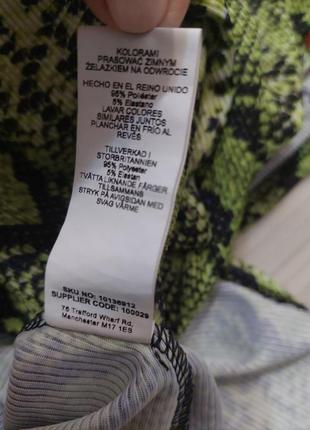 KOLORAMI
PRASOWAĆ ZIMNYM
ŻELAZKIEM NA ODWROCIE
HECHO EN EL REINO UNIDO
95% Poliéster
5% Elastano
LAVAR COLORES
SIMILARES JUNTOS
PLANCHAR EN FRÍO AL
REVÉS
TILLVERKAD I
STORBRITANNIEN
95% Polyester
5% Elastan
TVÄTTA LIKNANDE FÄRGER
TILLSAMMANS
STRYK PÅ AVIGSIDAN MED
SVAG VÄRME
SKU NO: 10136912
SUPPLIER CODE: 100029
75 Trafford Wharf Rd,
Manchester M17 1ES